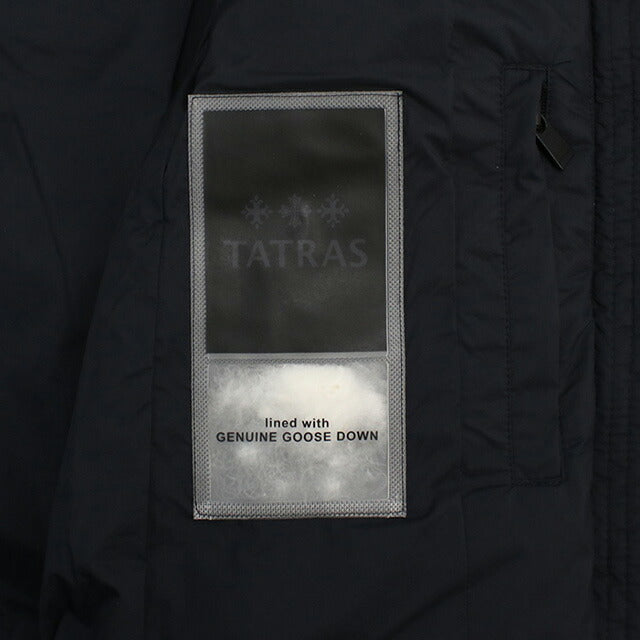 TATRAS
lined with
GENUINE GOOSE DOWN